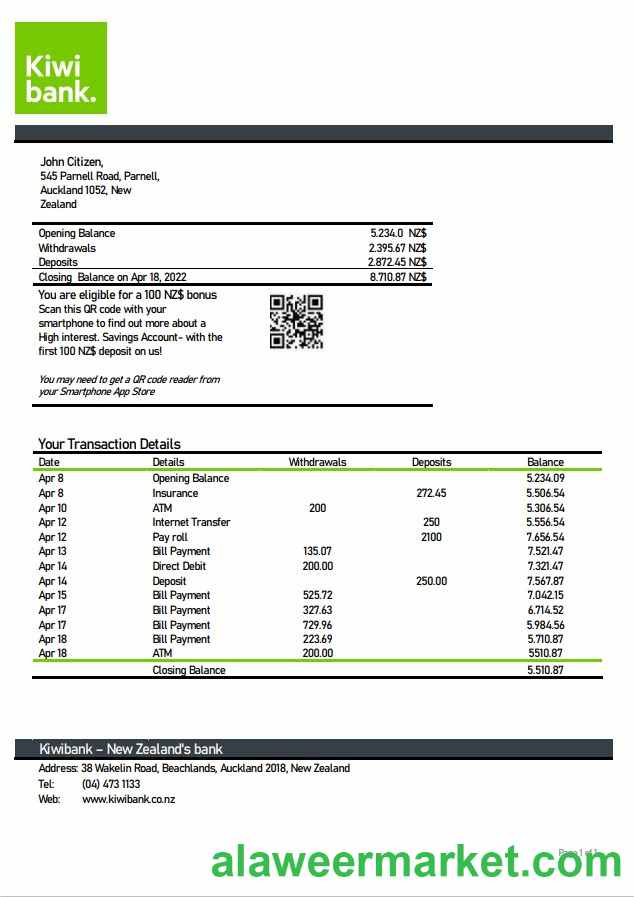 Kiwi
bank.
John Citizen,
545 Parnell Road, Parnell,
Auckland 1052, New
Zealand
Opening Balance 5.234.0 NZ$
Withdrawals 2.395.67 NZ$
Deposits 2.872.45 NZ$
Closing Balance on Apr 18, 2022 8.710.87 NZ$
You are eligible for a 100 NZ$ bonus
Scan this QR code with your
smartphone to find out more about a
High interest. Savings Account- with the
first 100 NZ$ deposit on us!
You may need to get a QR code reader from
your Smartphone App Store
Your Transaction Details
Date Details Withdrawals Deposits Balance
Apr 8 Opening Balance 5.234.09
Apr 8 Insurance 272.45 5.506.54
Apr 10 ATM 200 5.306.54
Apr 12 Internet Transfer 250 5.556.54
Apr 12 Pay roll 2100 7.656.54
Apr 13 Bill Payment 135.07 7.521.47
Apr 14 Direct Debit 200.00 7.321.47
Apr 14 Deposit 250.00 7.567.87
Apr 15 Bill Payment 525.72 7.042.15
Apr 17 Bill Payment 327.63 6.714.52
Apr 17 Bill Payment 729.96 5.984.56
Apr 18 Bill Payment 223.69 5.710.87
Apr 18 ATM 200.00 5510.87
Closing Balance 5.510.87
Kiwibank – New Zealand's bank
Address: 38 Wakelin Road, Beachlands, Auckland 2018, New Zealand
Tel: (04) 473 1133
Web: www.kiwibank.co.nz
alaweermarket.com